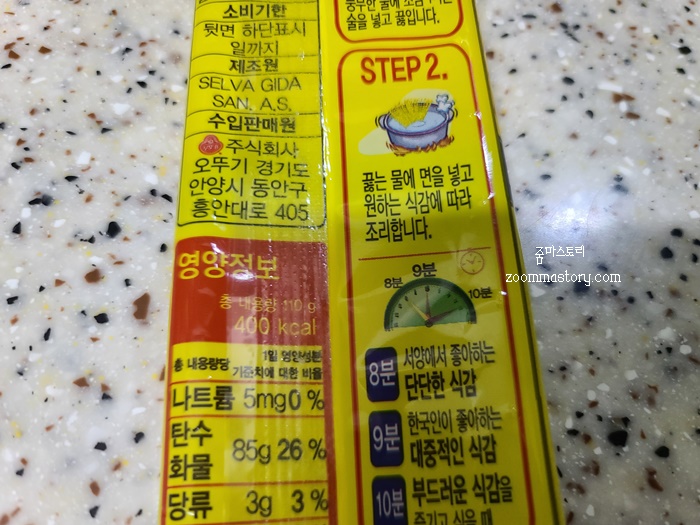 소비기한
뒷면 하단표시
일까지
제조원
SELVA GIDA
SAN. A.S.
수입판매원
주식회사
오뚜기 경기도
안양시 동안구
흥안대로 405
영양정보
총 내용량 110 g
400 kcal
총 내용량당
1일 영양성분
기준치에 대한 비율
나트륨 5mg 0 %
탄수
화물 85g 26 %
당류 3g 3 %
술을 넣고 끓입니다.
STEP 2.
끓는 물에 면을 넣고
원하는 식감에 따라
조리합니다.
8분 9분 10분
8분 서양에서 좋아하는
단단한 식감
9분 한국인이 좋아하는
대중적인 식감
10분 부드러운 식감을
줌마스토리
zoommastory.com